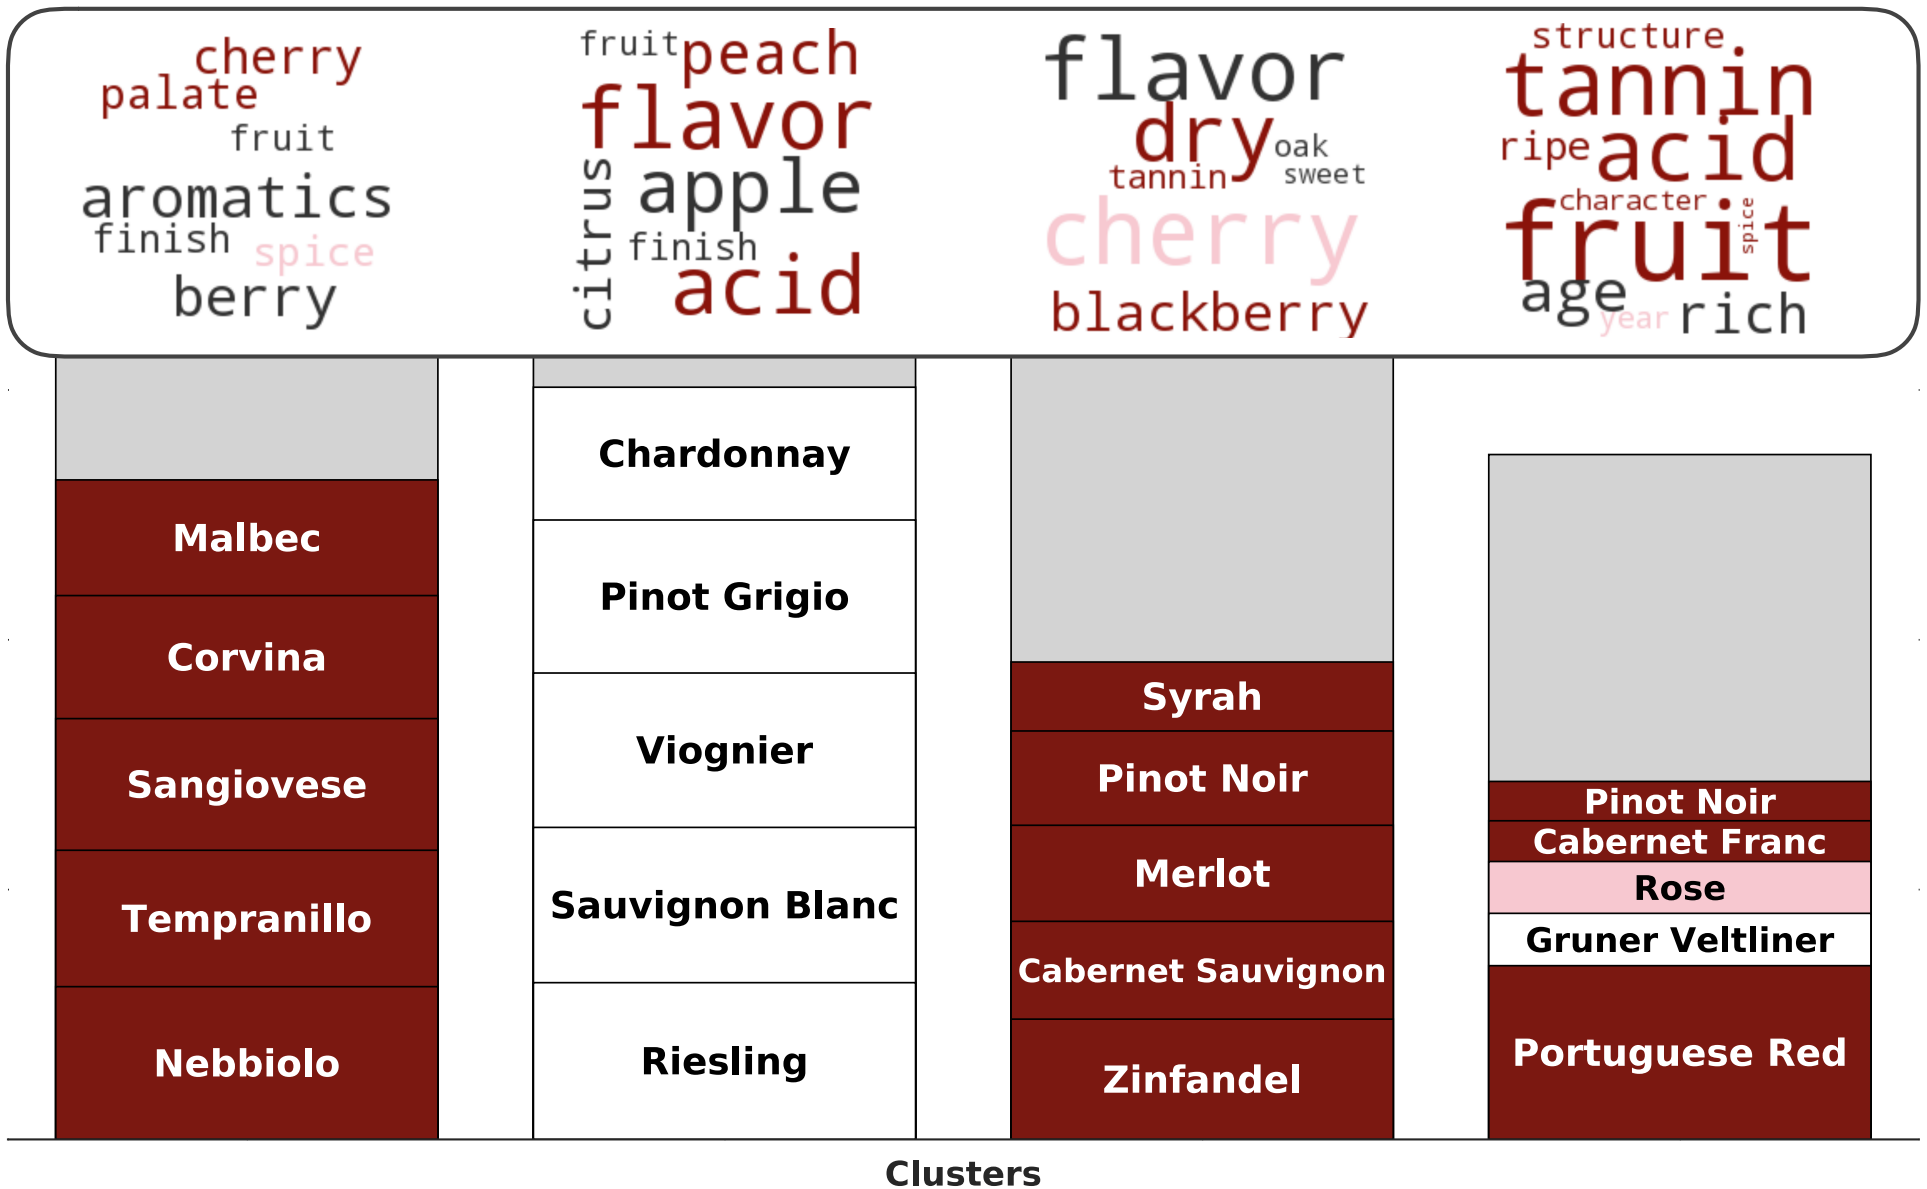 cherry
palate
fruit
aromatics
finish
spice
berry
fruit
peach
flavor
citrus
apple
finish
acid
flavor
dry
oak
tannin
sweet
cherry
blackberry
structure
tannin
ripe
acid
character
spice
fruit
age
year
rich
Malbec
Corvina
Sangiovese
Tempranillo
Nebbiolo
Chardonnay
Pinot Grigio
Viognier
Sauvignon Blanc
Riesling
Syrah
Pinot Noir
Merlot
Cabernet Sauvignon
Zinfandel
Pinot Noir
Cabernet Franc
Rose
Gruner Veltliner
Portuguese Red
Clusters